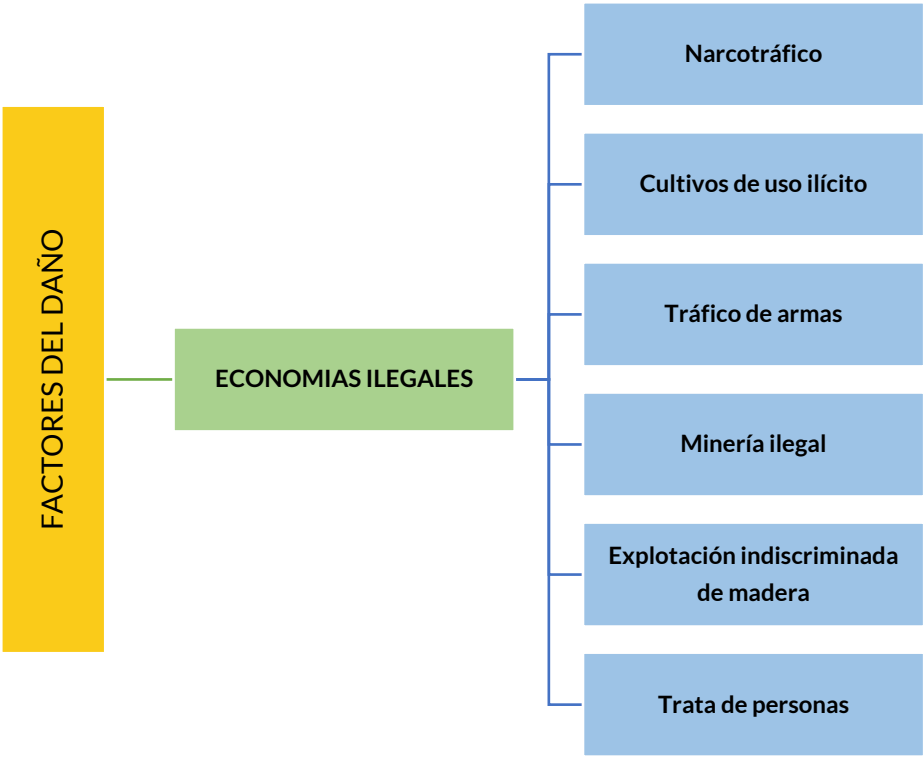 FACTORES DEL DAÑO
ECONOMIAS ILEGALES
Narcotráfico
Cultivos de uso ilícito
Tráfico de armas
Minería ilegal
Explotación indiscriminada
de madera
Trata de personas